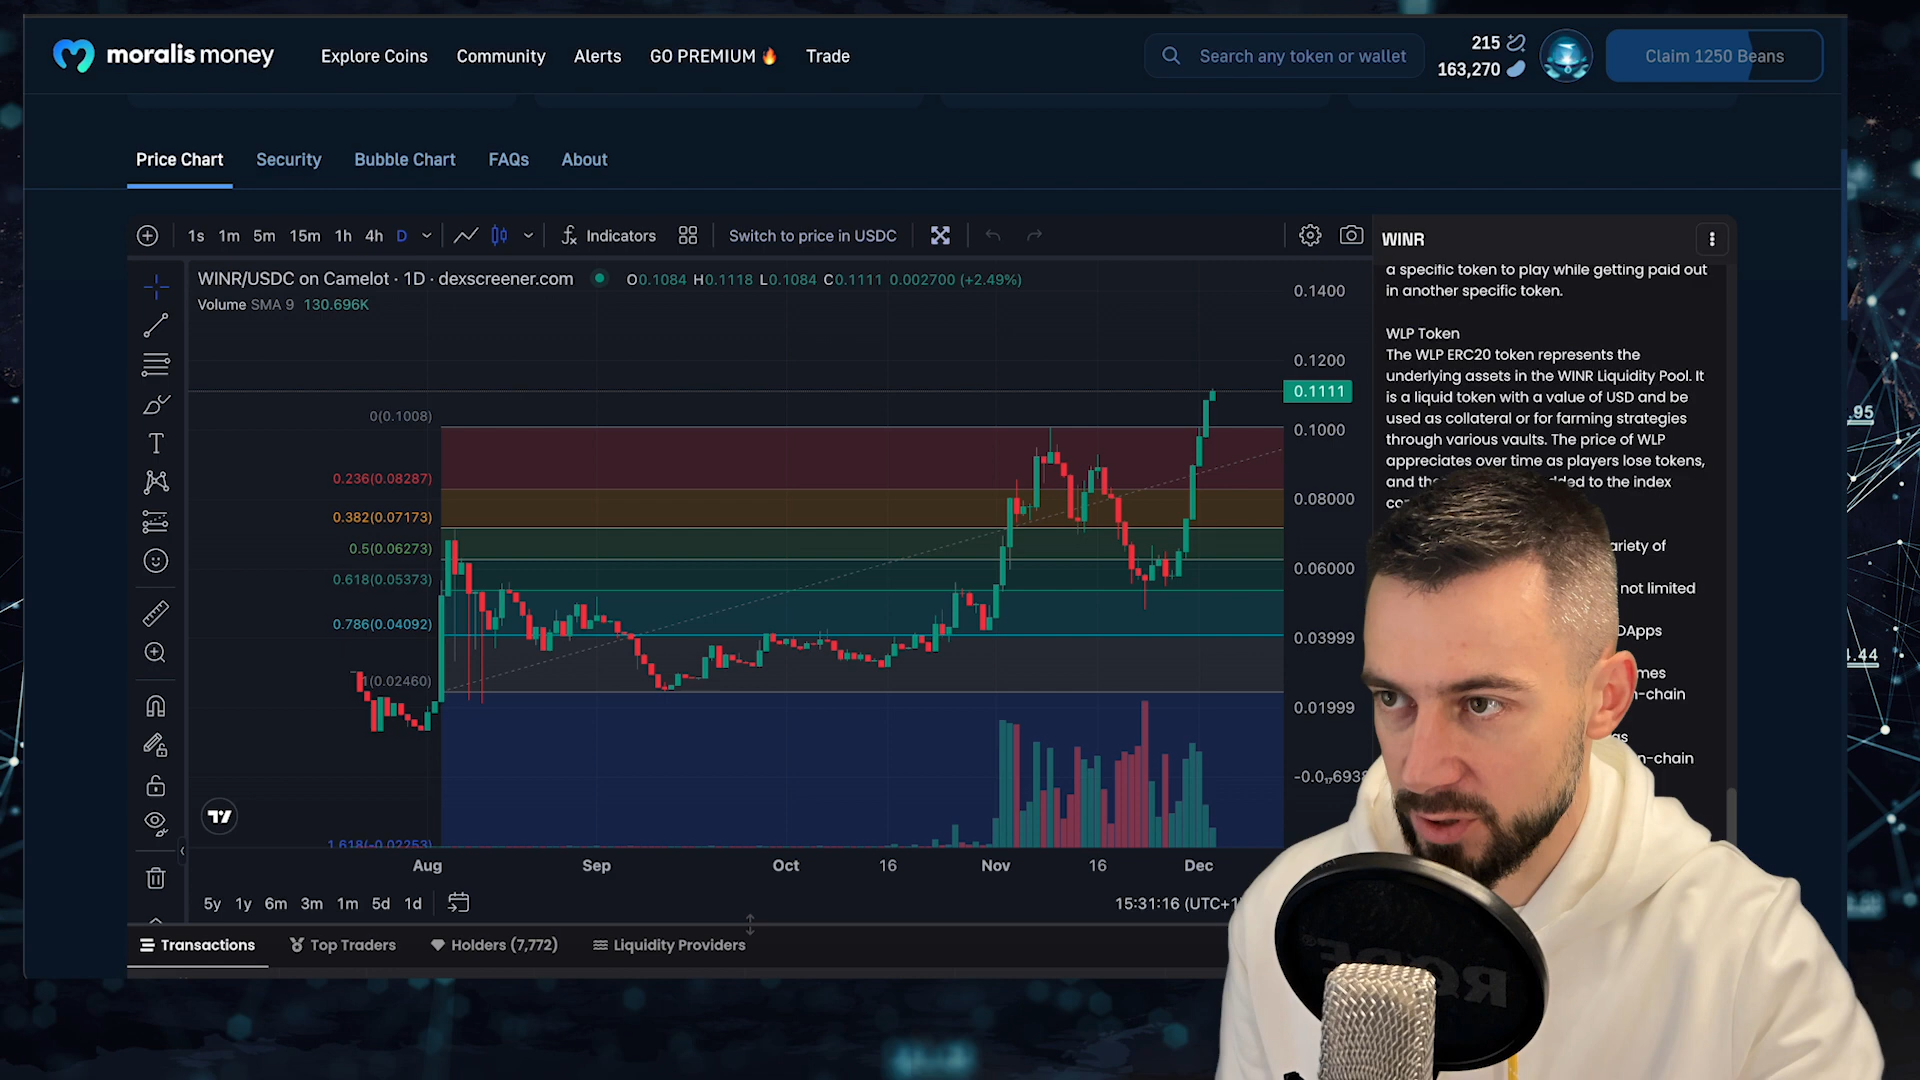 moralis money
Explore Coins
Community
Alerts
GO PREMIUM
Trade
Search any token or wallet
215
163,270
Claim 1250 Beans
Price Chart
Security
Bubble Chart
FAQs
About
1s 1m 5m 15m 1h 4h D
Indicators
Switch to price in USDC
WINR
WINR/USDC on Camelot · 1D · dexscreener.com
O0.1084 H0.1118 L0.1084 C0.1111 0.002700 (+2.49%)
Volume SMA 9 130.696K
a specific token to play while getting paid out
in another specific token.
WLP Token
The WLP ERC20 token represents the
underlying assets in the WINR Liquidity Pool. It
is a liquid token with a value of USD and be
used as collateral or for farming strategies
through various vaults. The price of WLP
appreciates over time as players lose tokens,
and
to the index
not limited
DApps
0.1400
0.1200
0.1111
0.1000
0.08000
0.06000
0.03999
0.01999
0(0.1008)
0.236(0.08287)
0.382(0.07173)
0.5(0.06273)
0.618(0.05373)
0.786(0.04092)
1(0.02460)
1.618(-0.02253)
Aug Sep Oct 16 Nov 16 Dec
5y 1y 6m 3m 1m 5d 1d
15:31:16 (UTC+1
Transactions
Top Traders
Holders (7,772)
Liquidity Providers
.95
.44
RODE